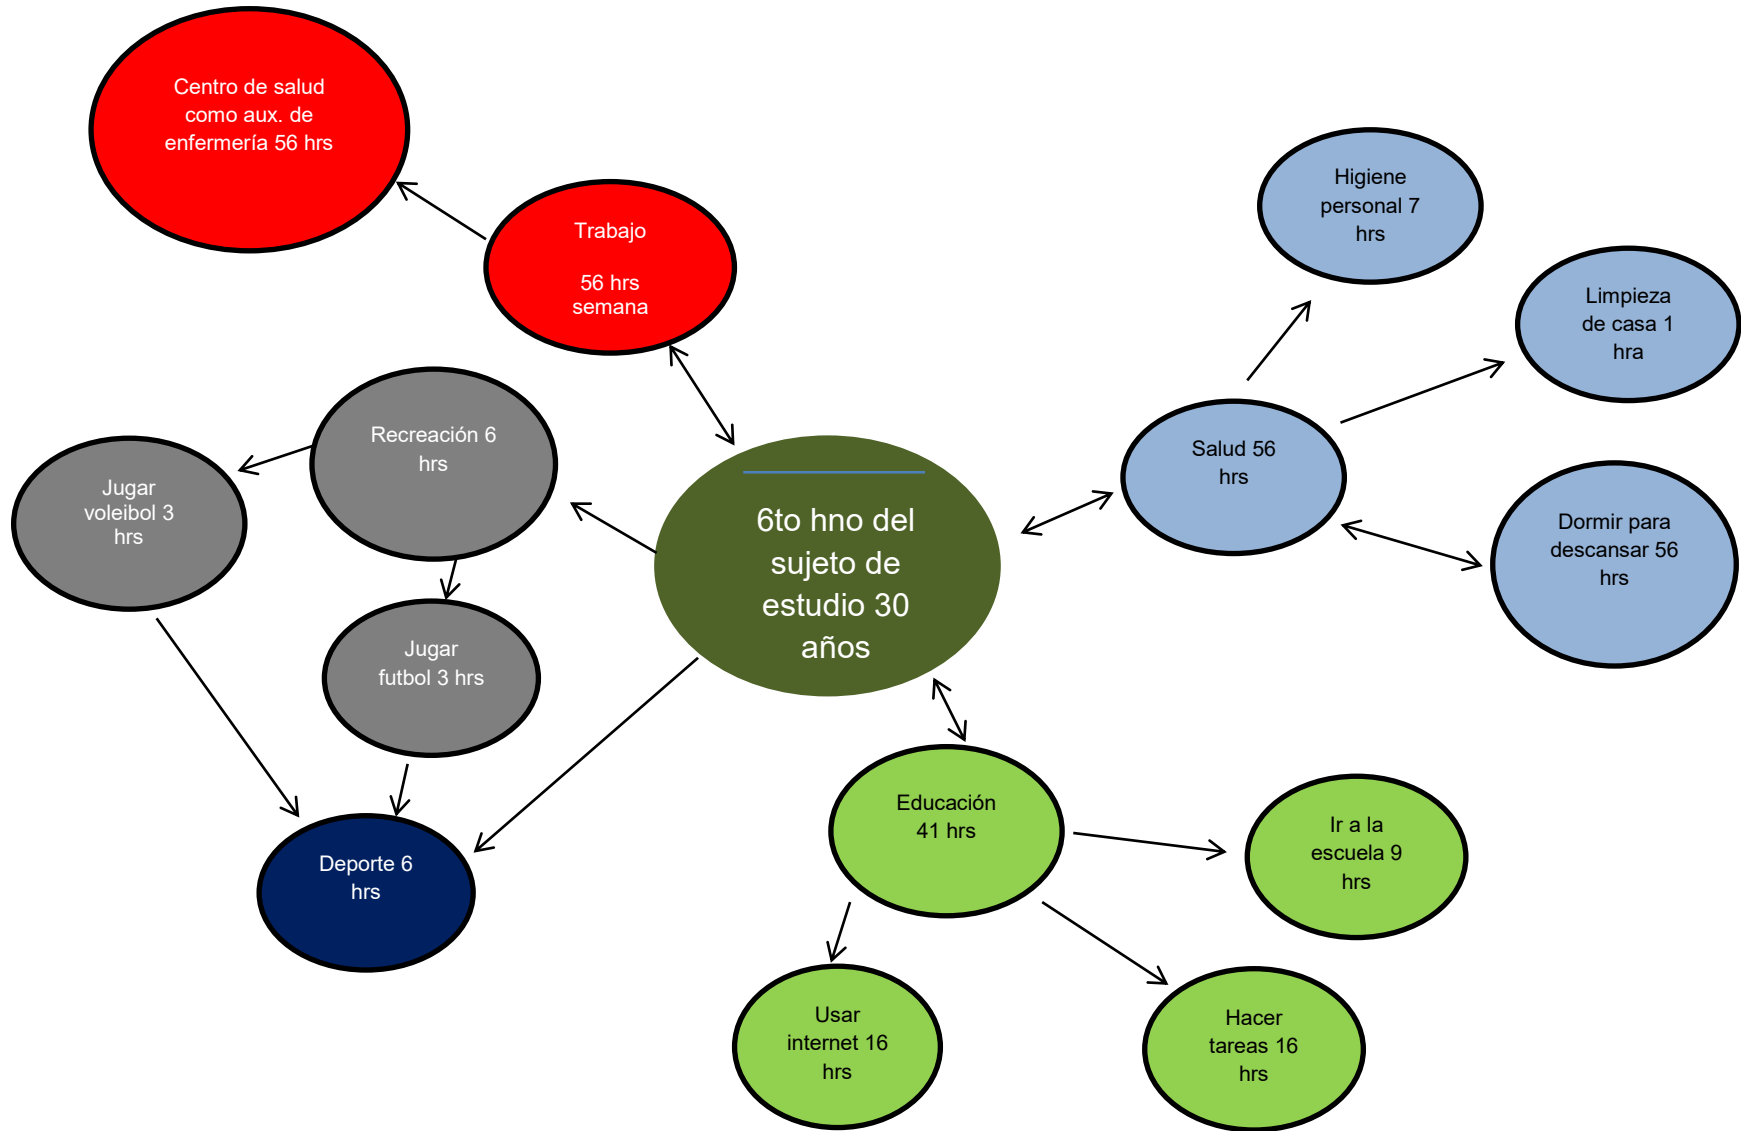 Centro de salud
como aux. de
enfermería 56 hrs
Trabajo
56 hrs
semana
Higiene
personal 7
hrs
Limpieza
de casa 1
hra
Recreación 6
hrs
Salud 56
hrs
Jugar
voleibol 3
hrs
6to hno del
sujeto de
estudio 30
años
Dormir para
descansar 56
hrs
Jugar
futbol 3 hrs
Deporte 6
hrs
Educación
41 hrs
Ir a la
escuela 9
hrs
Usar
internet 16
hrs
Hacer
tareas 16
hrs